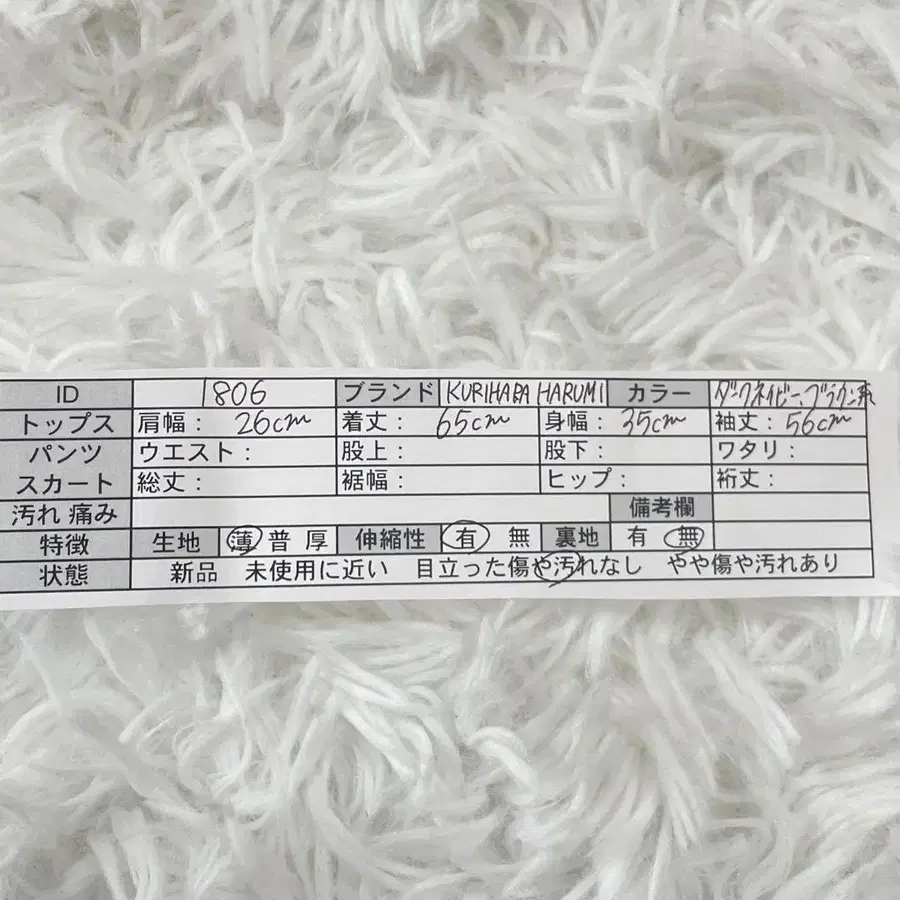 ID 1806 ブランド KURIHARA HARUMI カラー ダークネイビー、ブラウン系
トップス 肩幅： 26cm 着丈： 65cm 身幅： 35cm 袖丈： 56cm
パンツ ウエスト： 股上： 股下： ワタリ：
スカート 総丈： 裾幅： ヒップ： 裄丈：
汚れ 痛み 備考欄
特徴 生地 薄 普 厚 伸縮性 有 無 裏地 有 無
状態 新品 未使用に近い 目立った傷や汚れなし やや傷や汚れあり